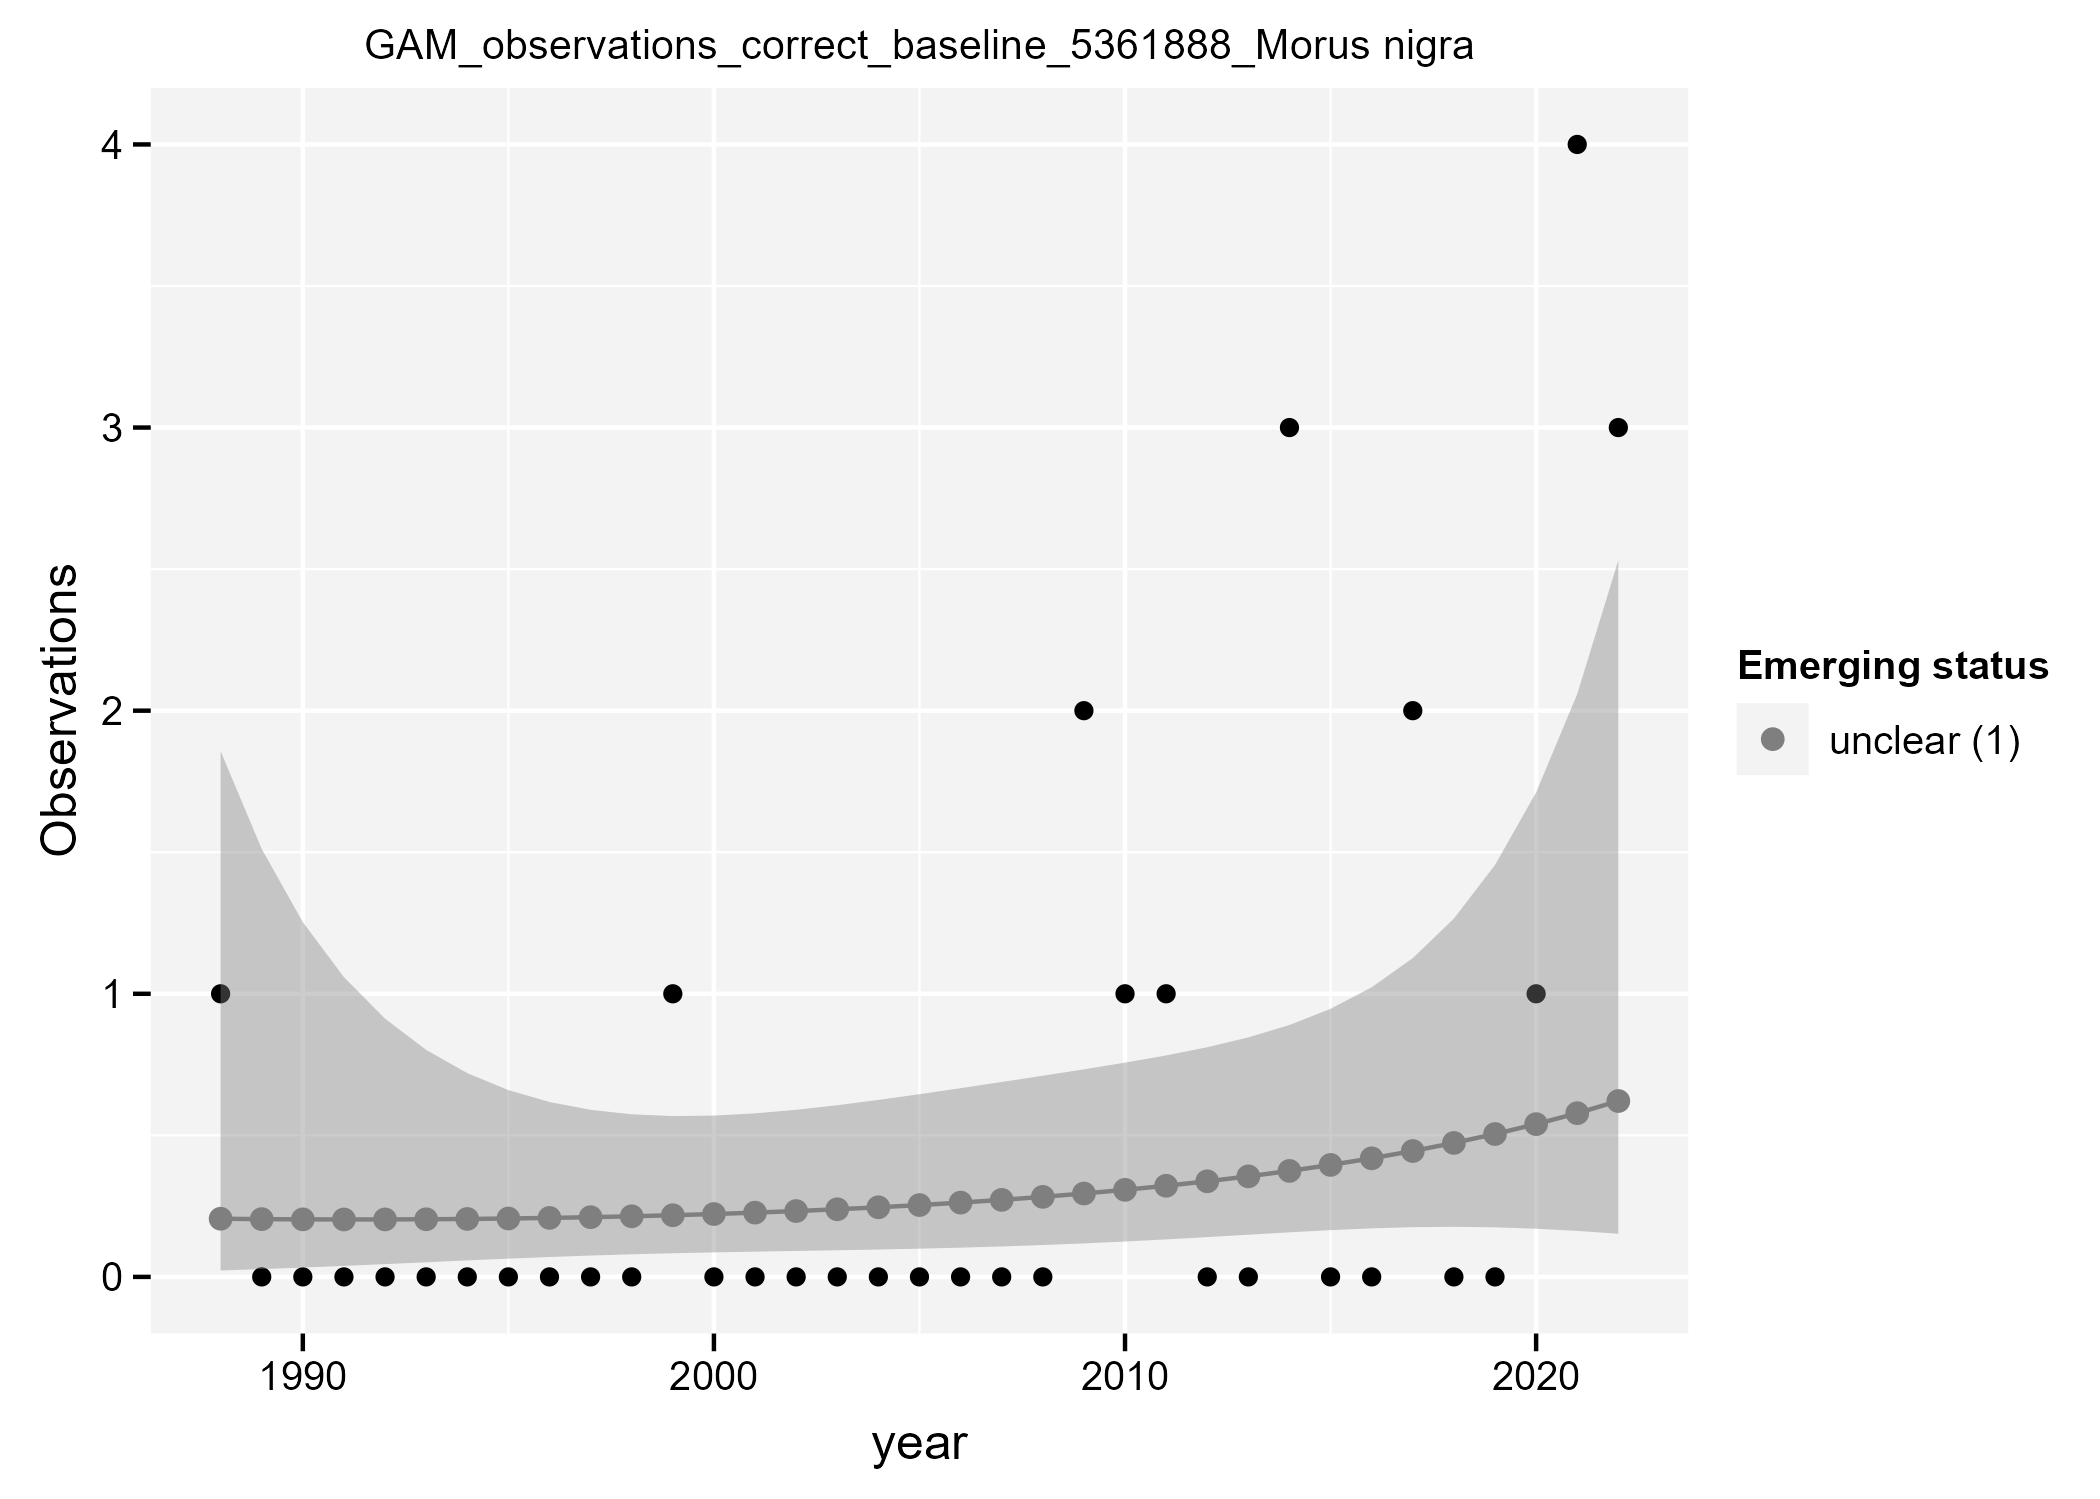 GAM_observations_correct_baseline_5361888_Morus nigra
4
3
2
1
0
Observations
1990
2000
2010
2020
year
Emerging status
unclear (1)